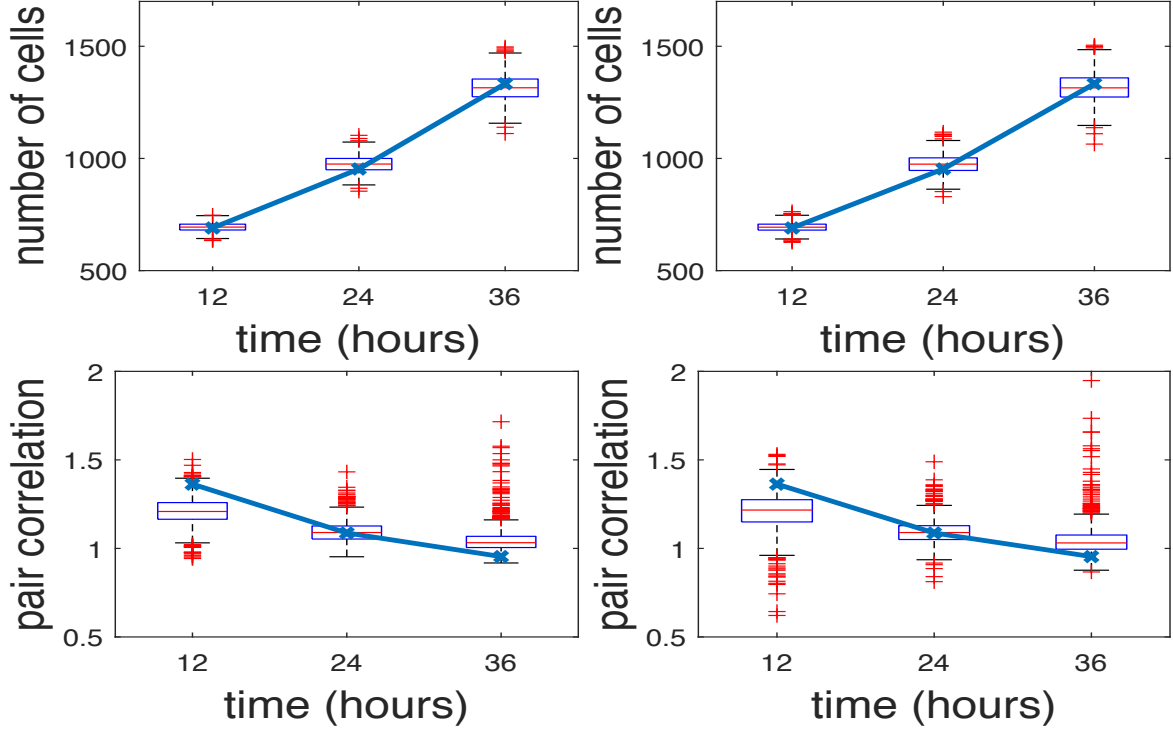 number of cells
1500
1000
500
12 24 36
time (hours)
number of cells
1500
1000
500
12 24 36
time (hours)
pair correlation
2
1.5
1
0.5
12 24 36
time (hours)
pair correlation
2
1.5
1
0.5
12 24 36
time (hours)